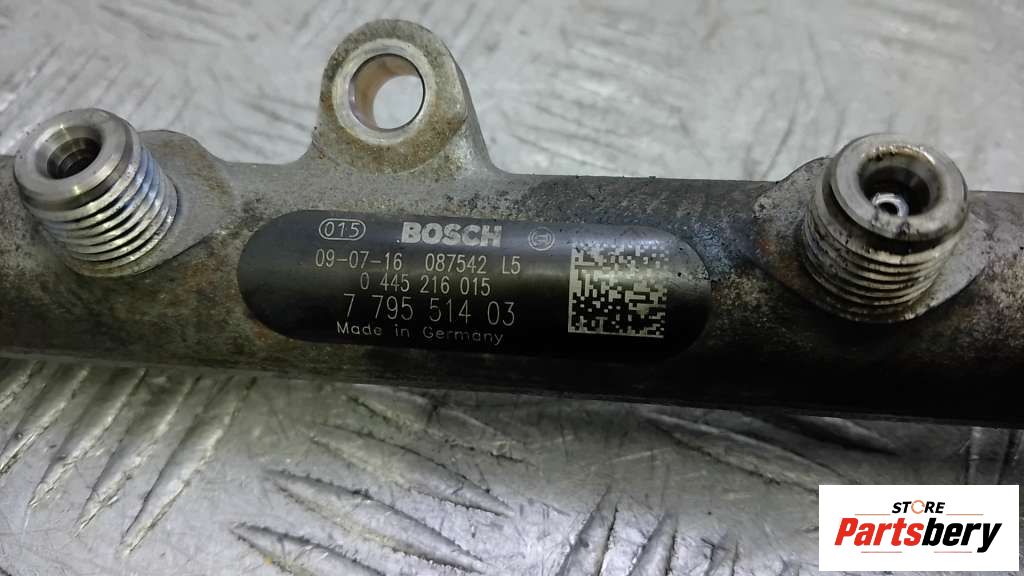 015 BOSCH
09-07-16 087542 L5
0 445 216 015
7 795 514 03
Made in Germany
STORE
Partsbery